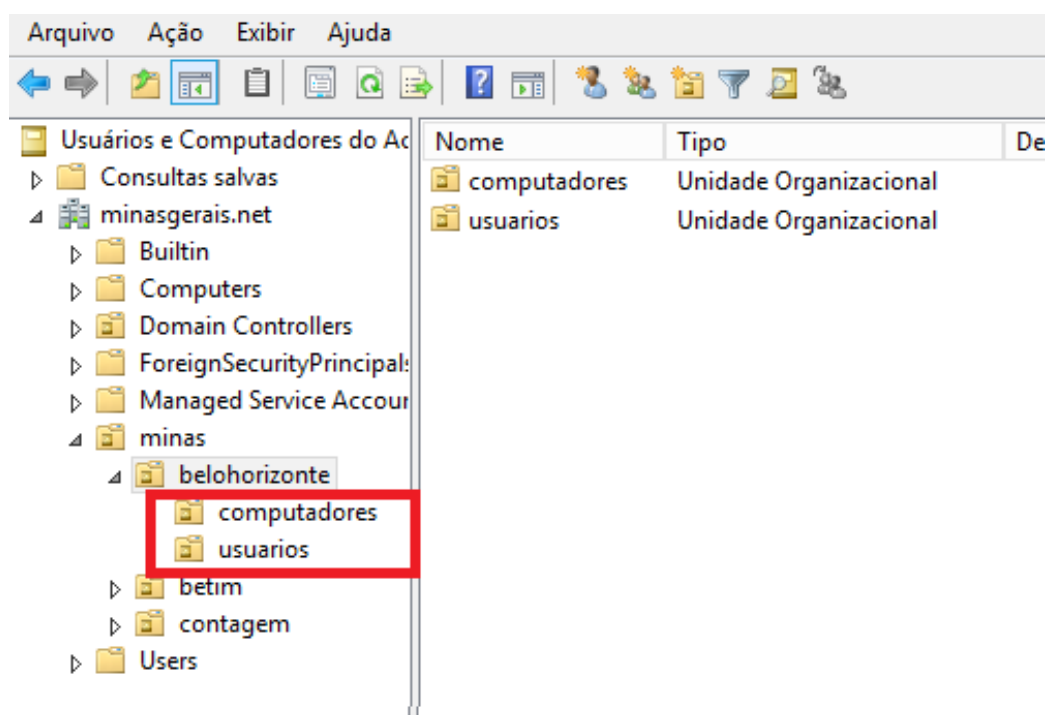 Arquivo Ação Exibir Ajuda
Usuários e Computadores do Ac
Consultas salvas
minasgerais.net
Builtin
Computers
Domain Controllers
ForeignSecurityPrincipals
Managed Service Accour
minas
belohorizonte
computadores
usuarios
betim
contagem
Users
Nome Tipo De
computadores Unidade Organizacional
usuarios Unidade Organizacional